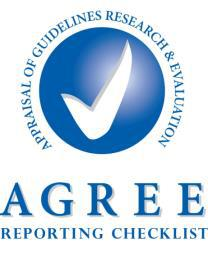 APPRAISAL OF GUIDELINES RESEARCH & EVALUATION
AGREE
REPORTING CHECKLIST